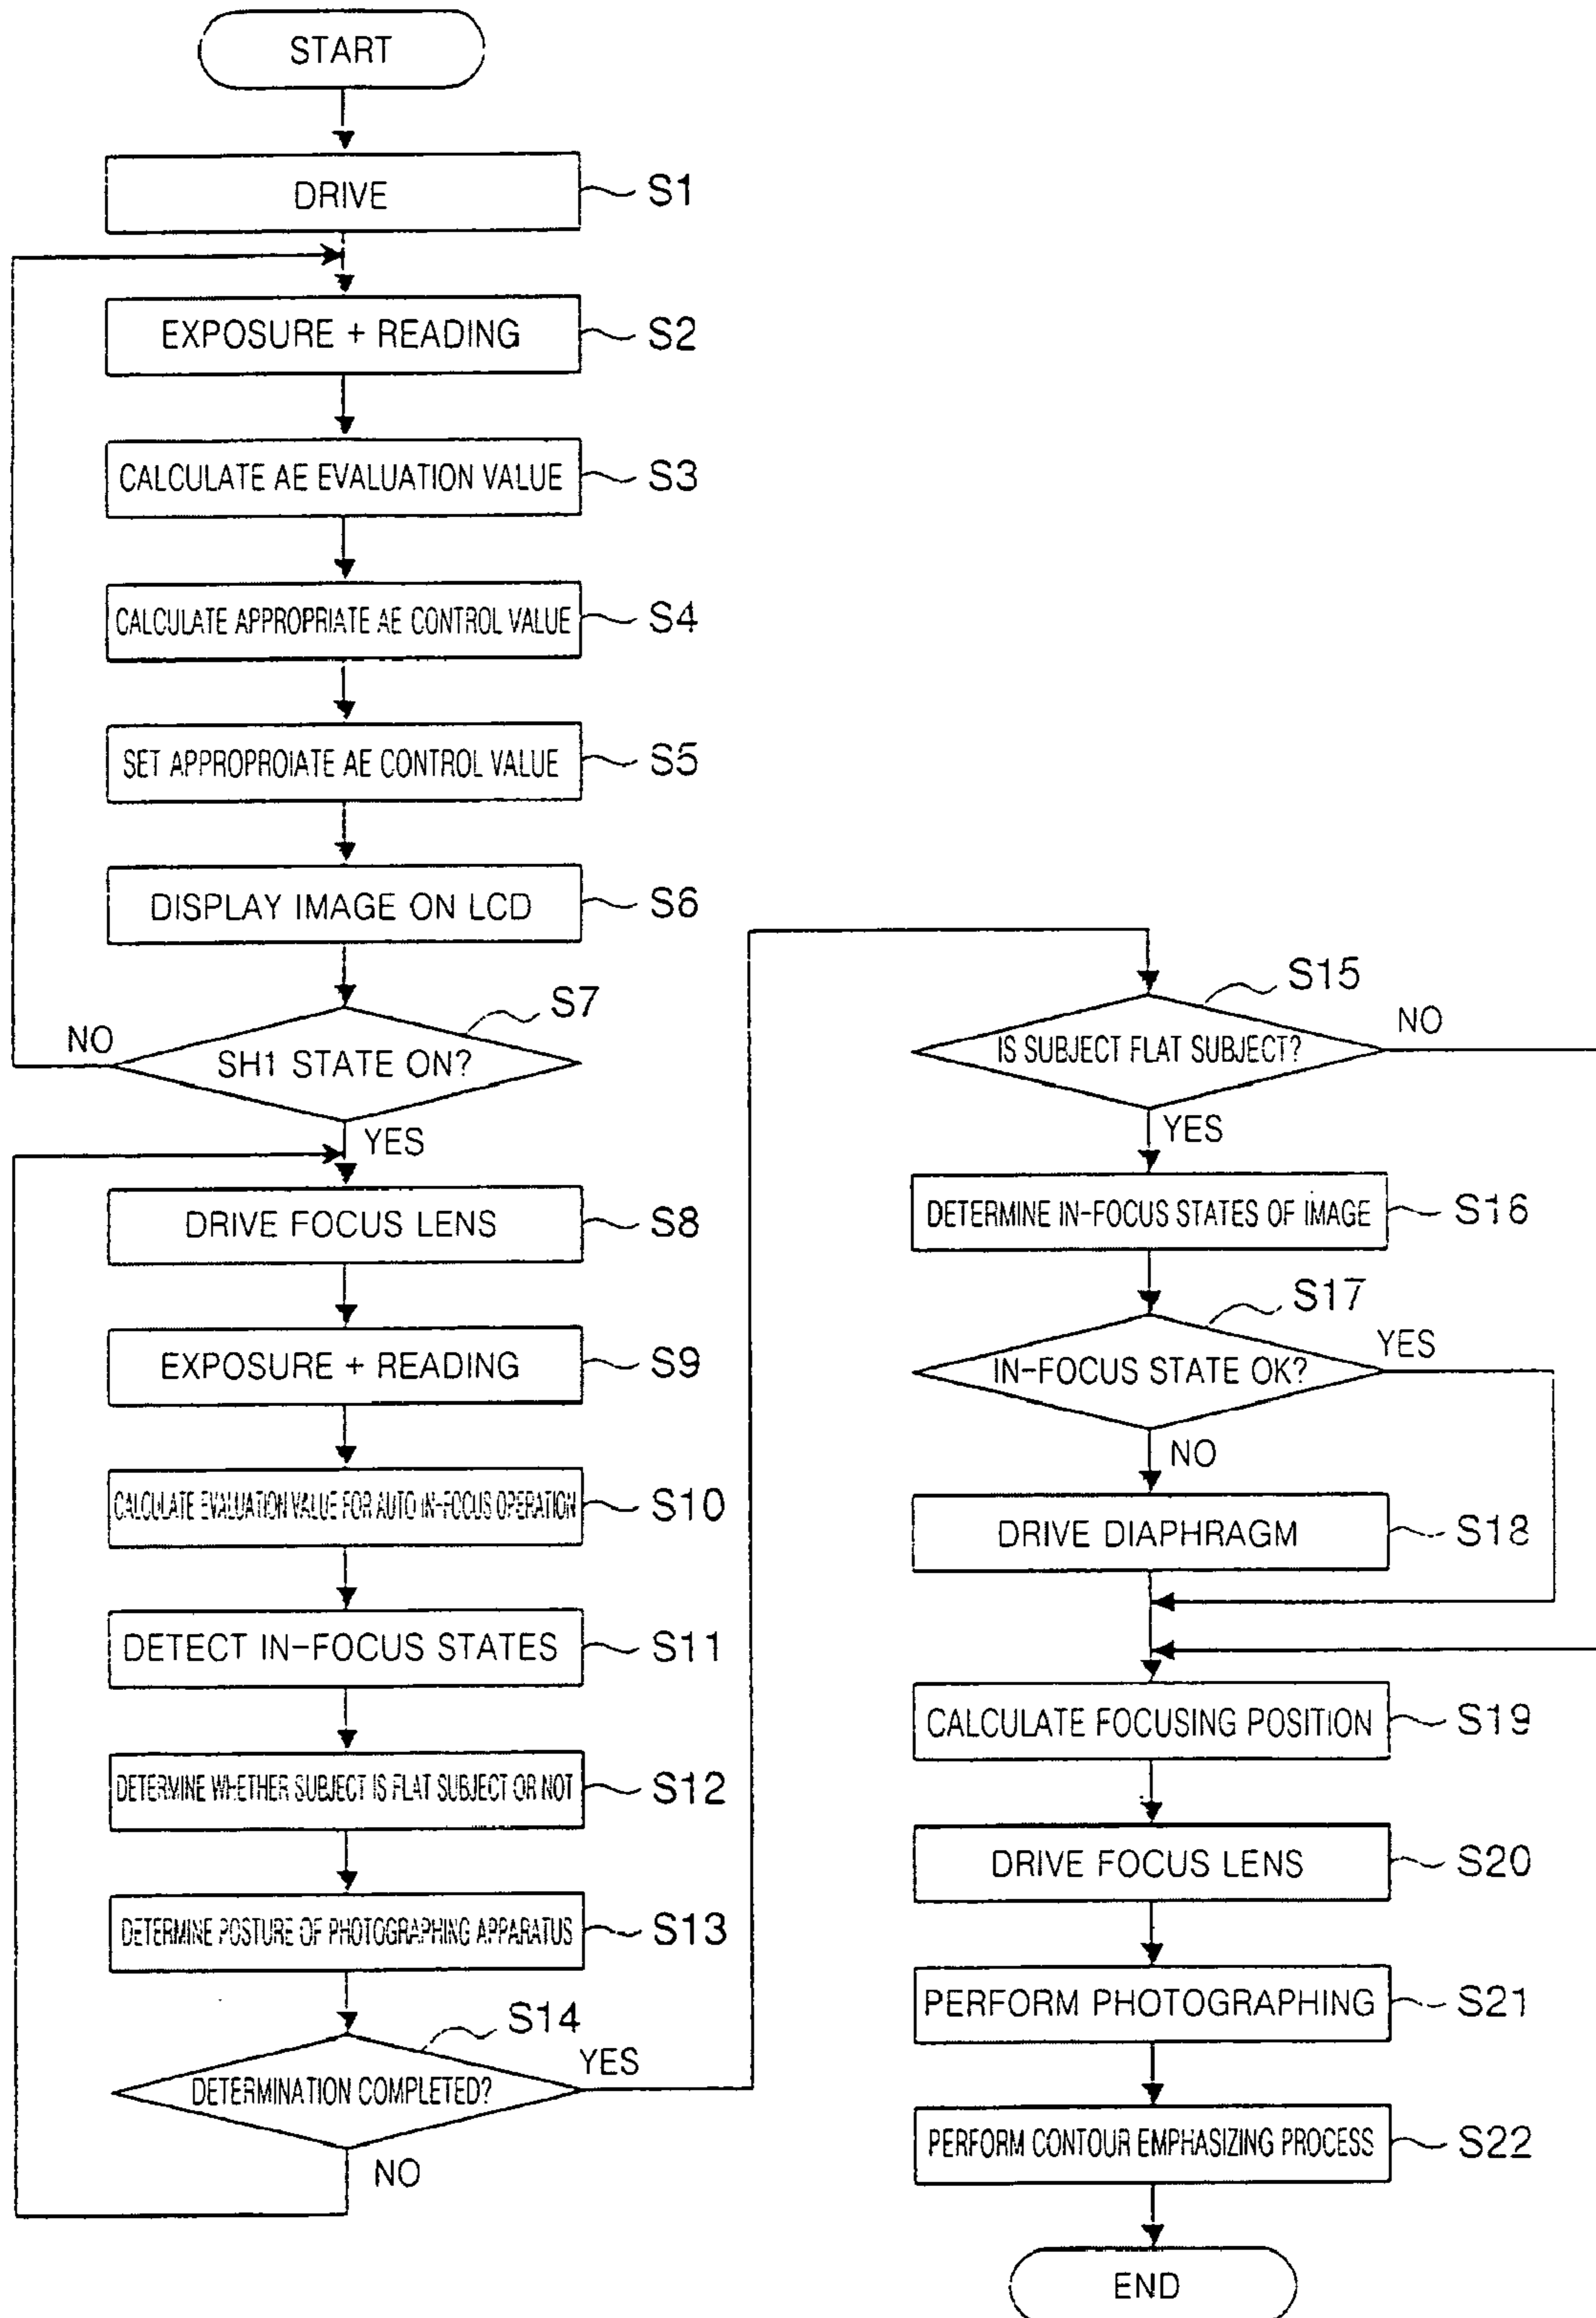 START
DRIVE
S1
EXPOSURE + READING
S2
CALCULATE AE EVALUATION VALUE
S3
CALCULATE APPROPRIATE AE CONTROL VALUE
S4
SET APPROPROIATE AE CONTROL VALUE
S5
DISPLAY IMAGE ON LCD
S6
S7
NO
SH1 STATE ON?
YES
DRIVE FOCUS LENS
S8
EXPOSURE + READING
S9
CALCULATE EVALUATION VALUE FOR AUTO IN-FOCUS OPERATION
S10
DETECT IN-FOCUS STATES
S11
DETERMINE WHETHER SUBJECT IS FLAT SUBJECT OR NOT
S12
DETERMINE POSTURE OF PHOTOGRAPHING APPARATUS
S13
S14
DETERMINATION COMPLETED?
YES
NO
S15
IS SUBJECT FLAT SUBJECT?
NO
YES
DETERMINE IN-FOCUS STATES OF IMAGE
S16
S17
IN-FOCUS STATE OK?
YES
NO
DRIVE DIAPHRAGM
S18
CALCULATE FOCUSING POSITION
S19
DRIVE FOCUS LENS
S20
PERFORM PHOTOGRAPHING
S21
PERFORM CONTOUR EMPHASIZING PROCESS
S22
END